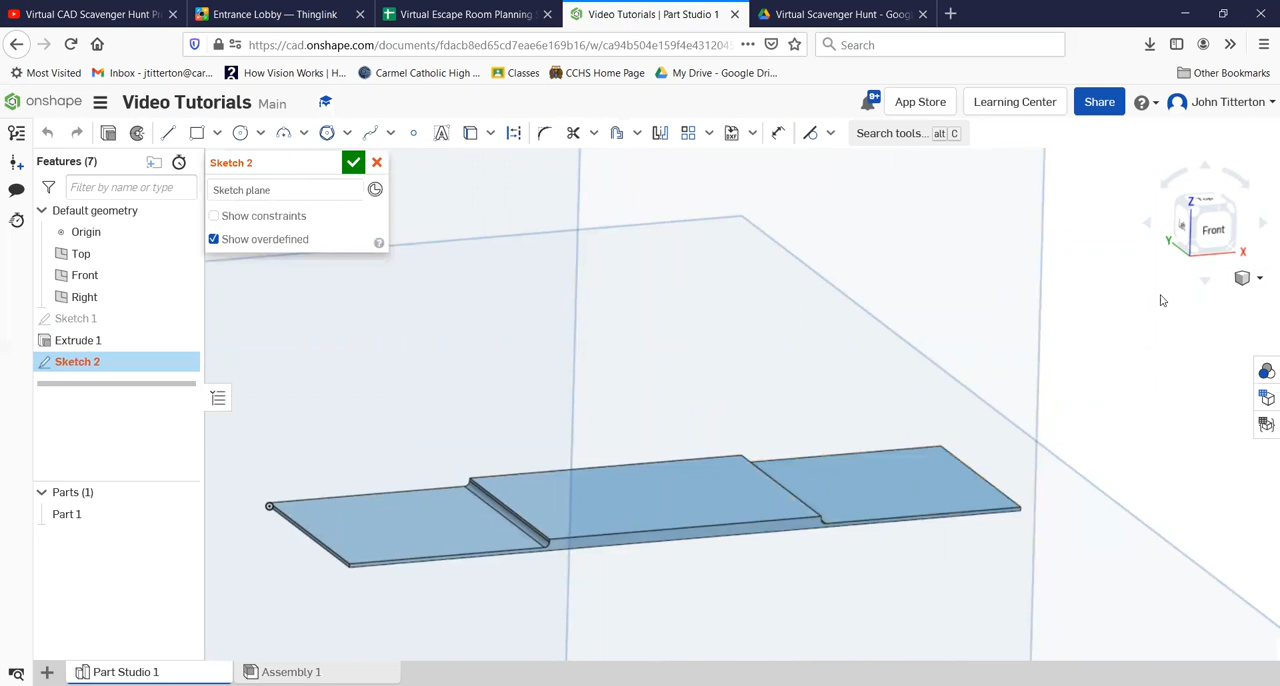 Virtual CAD Scavenger Hunt Pr
Entrance Lobby — Thinglink
Virtual Escape Room Planning
Video Tutorials | Part Studio 1
Virtual Scavenger Hunt - Goog
https://cad.onshape.com/documents/fdacb8ed65cd7eae6e169b16/w/ca94b504e159f4e4312045
Search
Most Visited
Inbox - jtitterton@car...
How Vision Works | H...
Carmel Catholic High ...
Classes
CCHS Home Page
My Drive - Google Dri...
Other Bookmarks
onshape
Video Tutorials Main
9+
App Store
Learning Center
Share
John Titterton
Search tools... alt C
Features (7)
Sketch 2
Filter by name or type
Sketch plane
Default geometry
Show constraints
Origin
Show overdefined
Top
Front
Right
Sketch 1
Extrude 1
Sketch 2
Z
Front
Y
X
Parts (1)
Part 1
Part Studio 1
Assembly 1